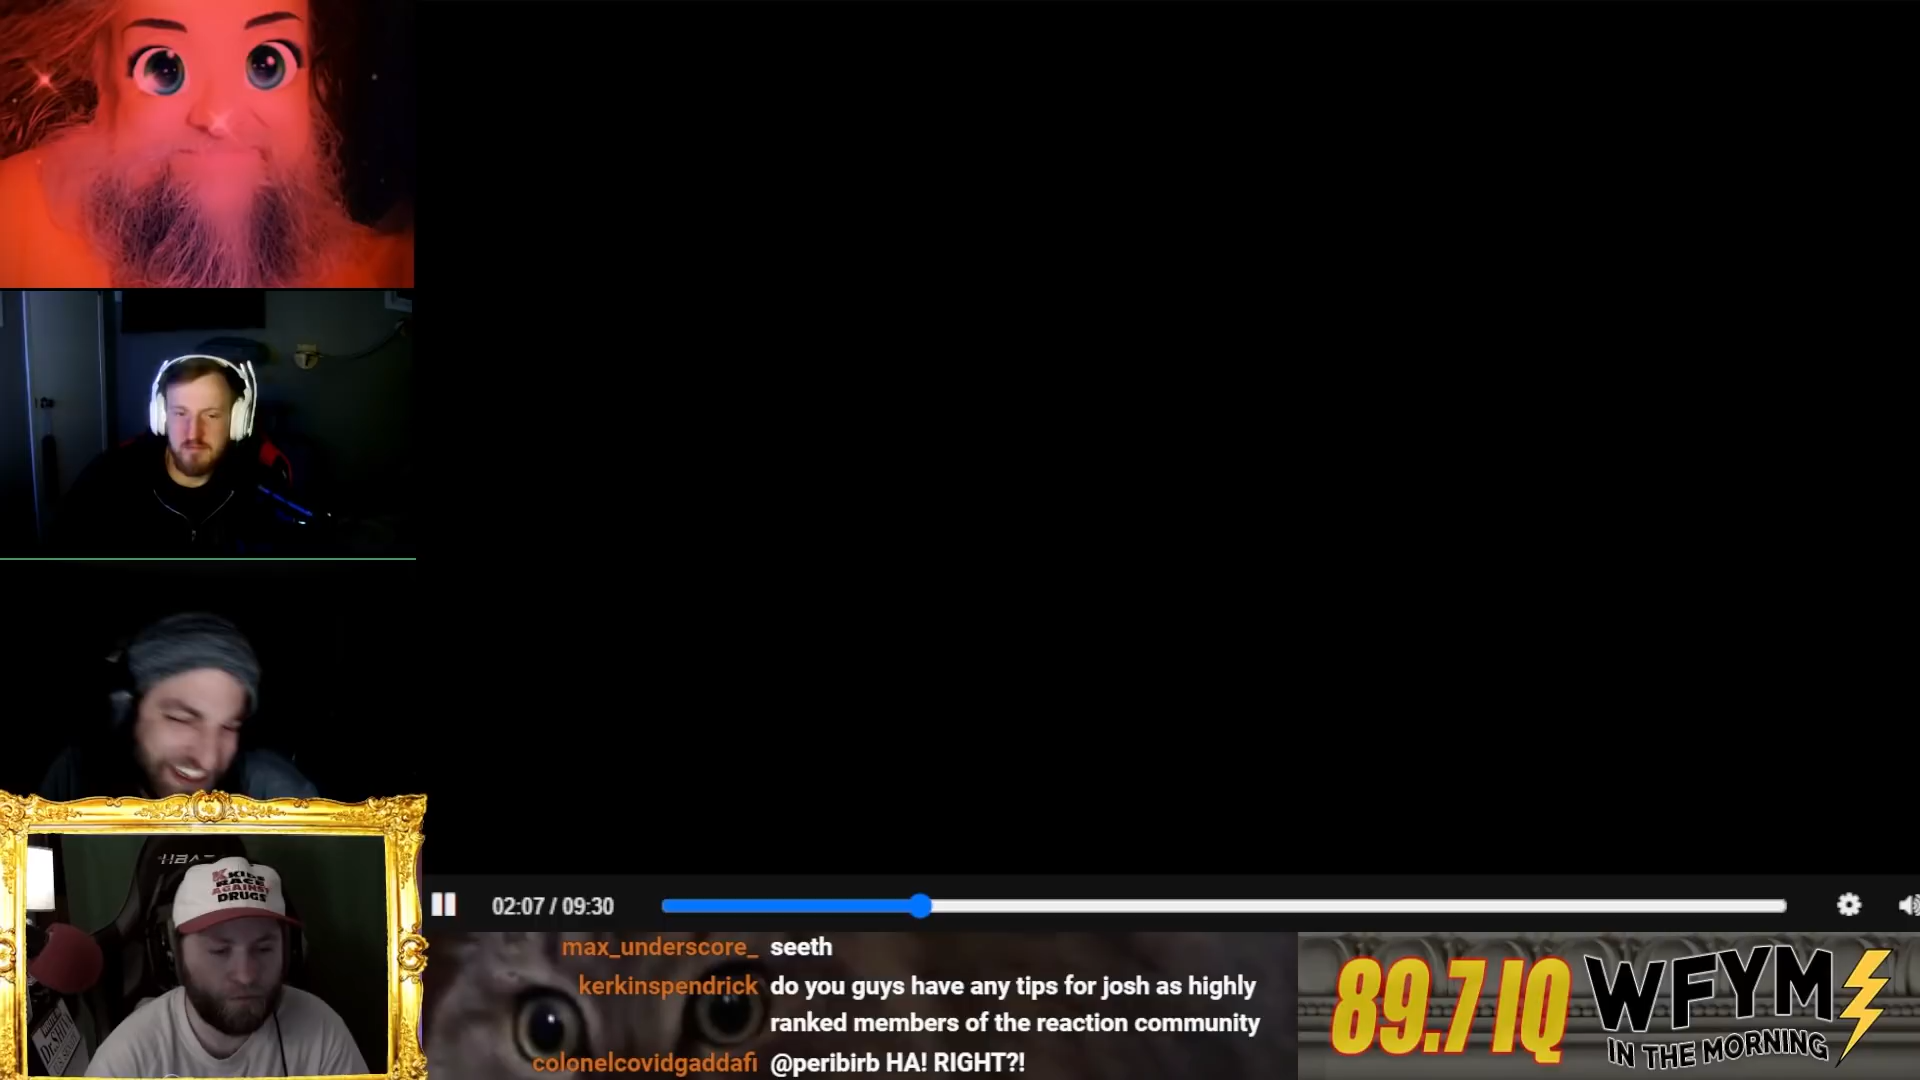 KIDS
RACE
AGAINST
DRUGS
02:07 / 09:30
max_underscore_ seeth
kerkinspendrick do you guys have any tips for josh as highly
ranked members of the reaction community
colonelcovidgaddafi @peribirb HA! RIGHT?!
89.7 IQ
WFYM
IN THE MORNING